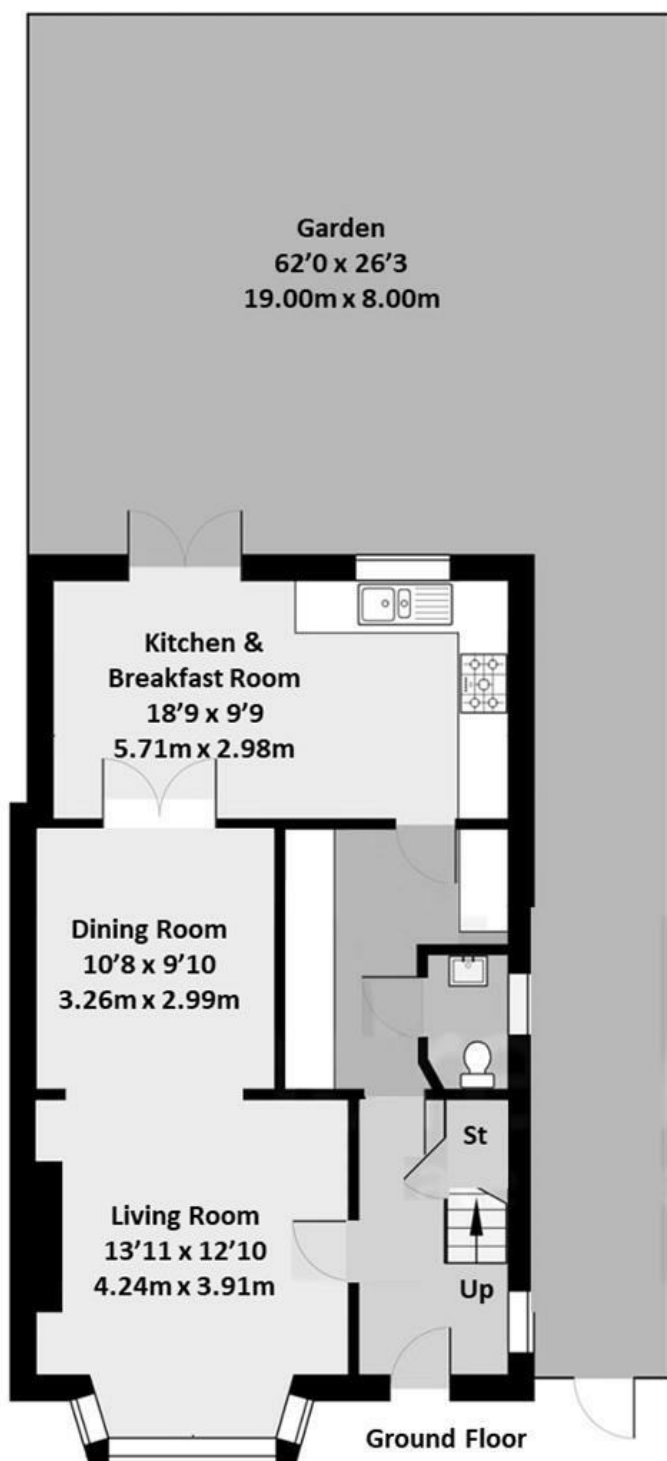 Garden
62’0 x 26’3
19.00m x 8.00m
Kitchen &
Breakfast Room
18’9 x 9’9
5.71m x 2.98m
Dining Room
10’8 x 9’10
3.26m x 2.99m
St
Living Room
13’11 x 12’10
4.24m x 3.91m
Up
Ground Floor